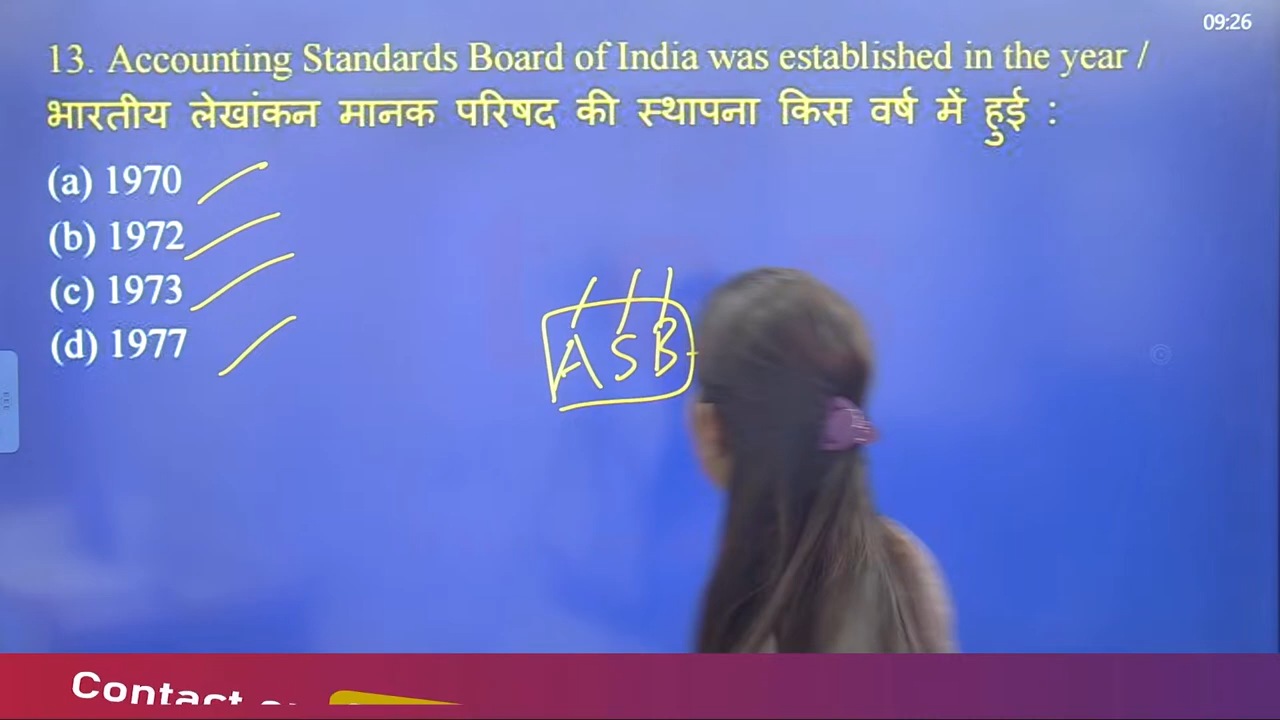 09:26
13. Accounting Standards Board of India was established in the year /
भारतीय लेखांकन मानक परिषद की स्थापना किस वर्ष में हुई :
(a) 1970
(b) 1972
(c) 1973
(d) 1977
ASB
Contact